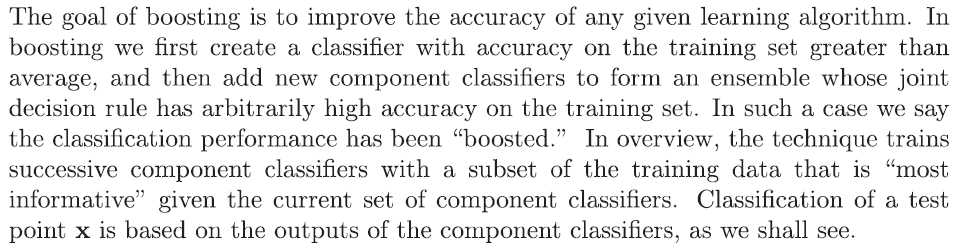 The goal of boosting is to improve the accuracy of any given learning algorithm. In
boosting we first create a classifier with accuracy on the training set greater than
average, and then add new component classifiers to form an ensemble whose joint
decision rule has arbitrarily high accuracy on the training set. In such a case we say
the classification performance has been “boosted.” In overview, the technique trains
successive component classifiers with a subset of the training data that is “most
informative” given the current set of component classifiers. Classification of a test
point x is based on the outputs of the component classifiers, as we shall see.